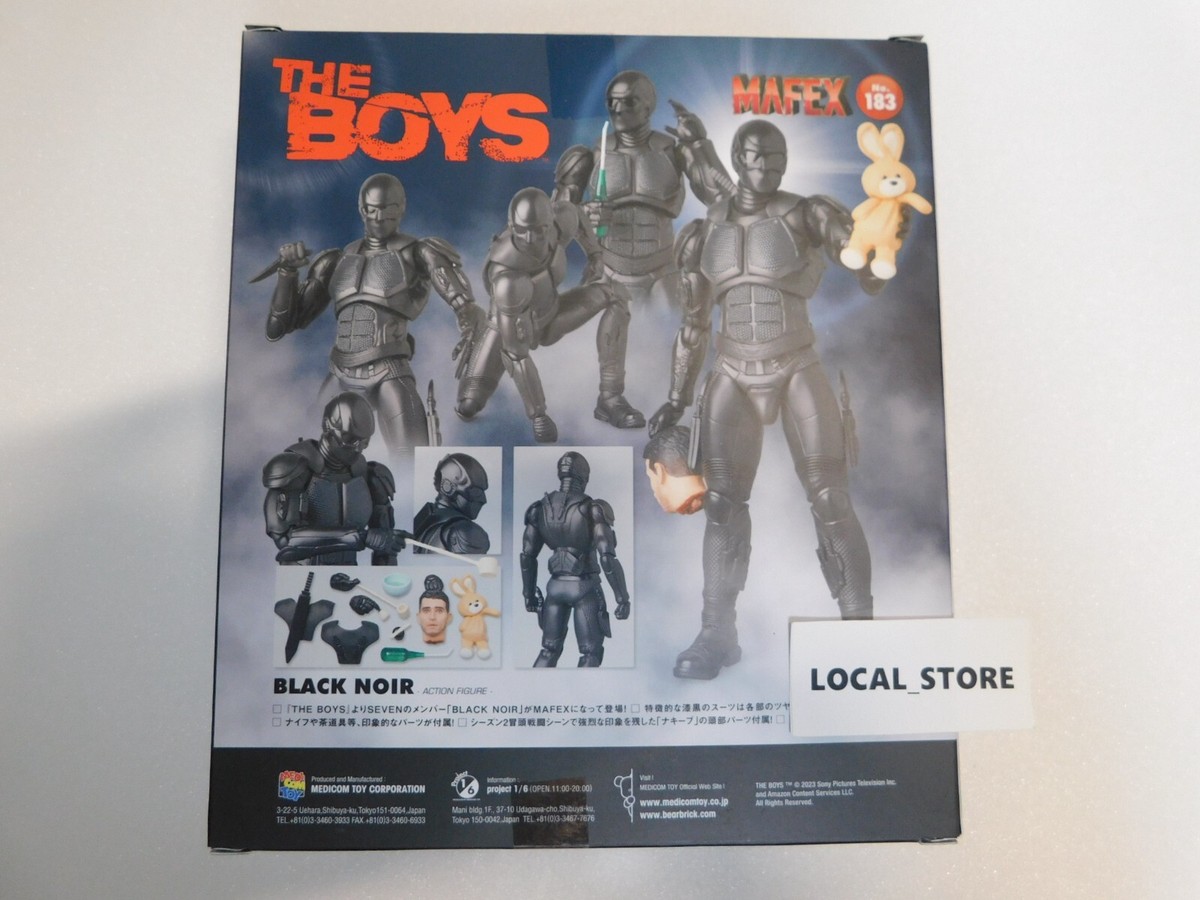 THE
BOYS
MAFEX
No.
183
BLACK NOIR - ACTION FIGURE -
□『THE BOYS』よりSEVENのメンバー「BLACK NOIR」がMAFEXになって登場! □ 特徴的な漆黒のスーツは各部のツヤ
□ ナイフや茶道具等、印象的なパーツが付属! □ シーズン2冒頭戦闘シーンで強烈な印象を残した「ナキーブ」の頭部パーツ付属! □
LOCAL_STORE
MEDI
COM
TOY
Produced and Manufactured :
MEDICOM TOY CORPORATION
3-22-5 Uehara,Shibuya-ku,Tokyo151-0064,Japan
TEL.+81(0)3-3460-3933 FAX.+81(0)3-3460-6933
project
1/6
Information :
project 1/6 (OPEN.11:00-20:00)
Mani bldg.1F., 37-10 Udagawa-cho,Shibuya-ku,
Tokyo 150-0042,Japan TEL.+81(0)3-3467-7676
Visit !
MEDICOM TOY Official Web Site !
www.medicomtoy.co.jp
www.bearbrick.com
THE BOYS ™ © 2023 Sony Pictures Television Inc.
and Amazon Content Services LLC.
All Rights Reserved.